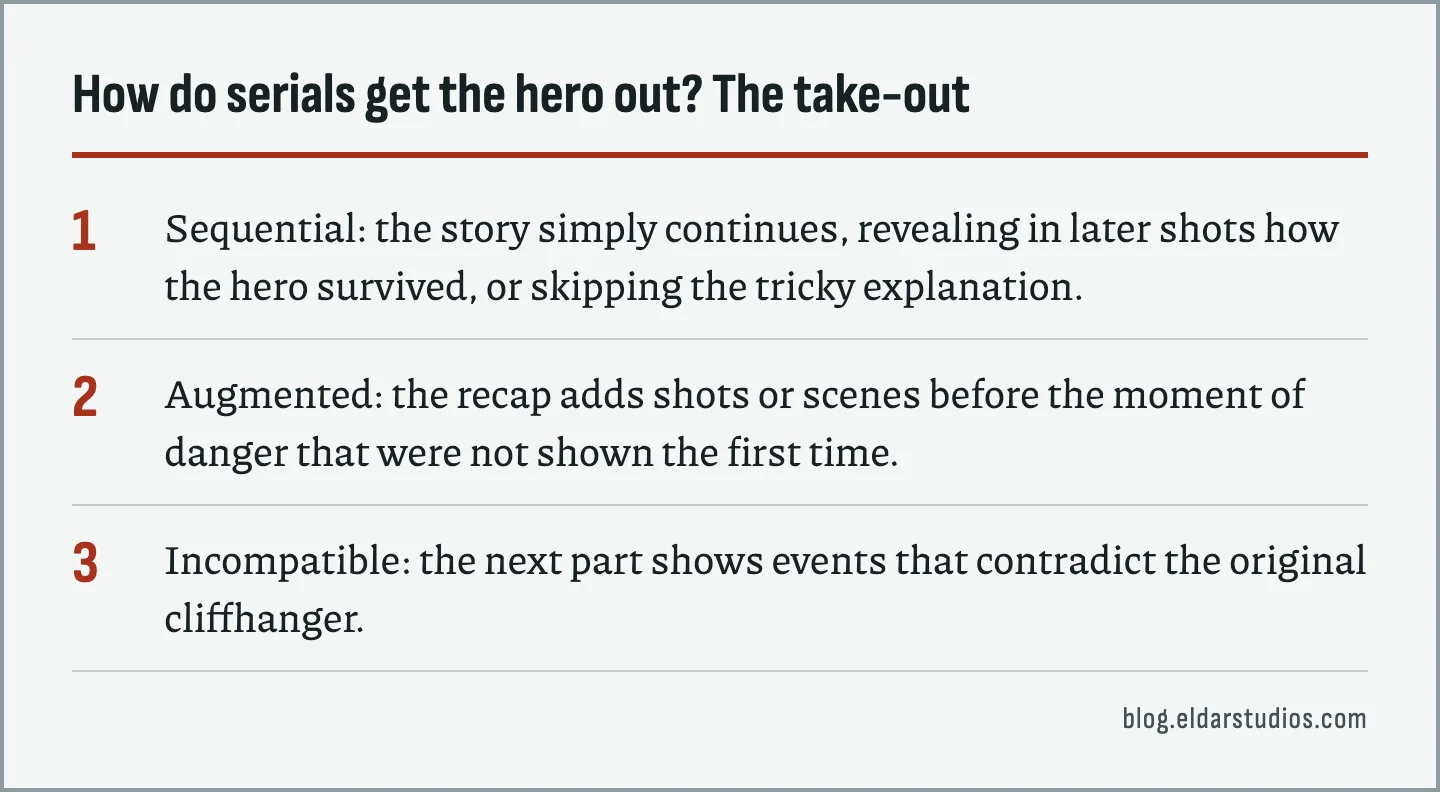 How do serials get the hero out? The take-out
1
Sequential: the story simply continues, revealing in later shots how
the hero survived, or skipping the tricky explanation.
2
Augmented: the recap adds shots or scenes before the moment of
danger that were not shown the first time.
3
Incompatible: the next part shows events that contradict the original
cliffhanger.
blog.eldarstudios.com